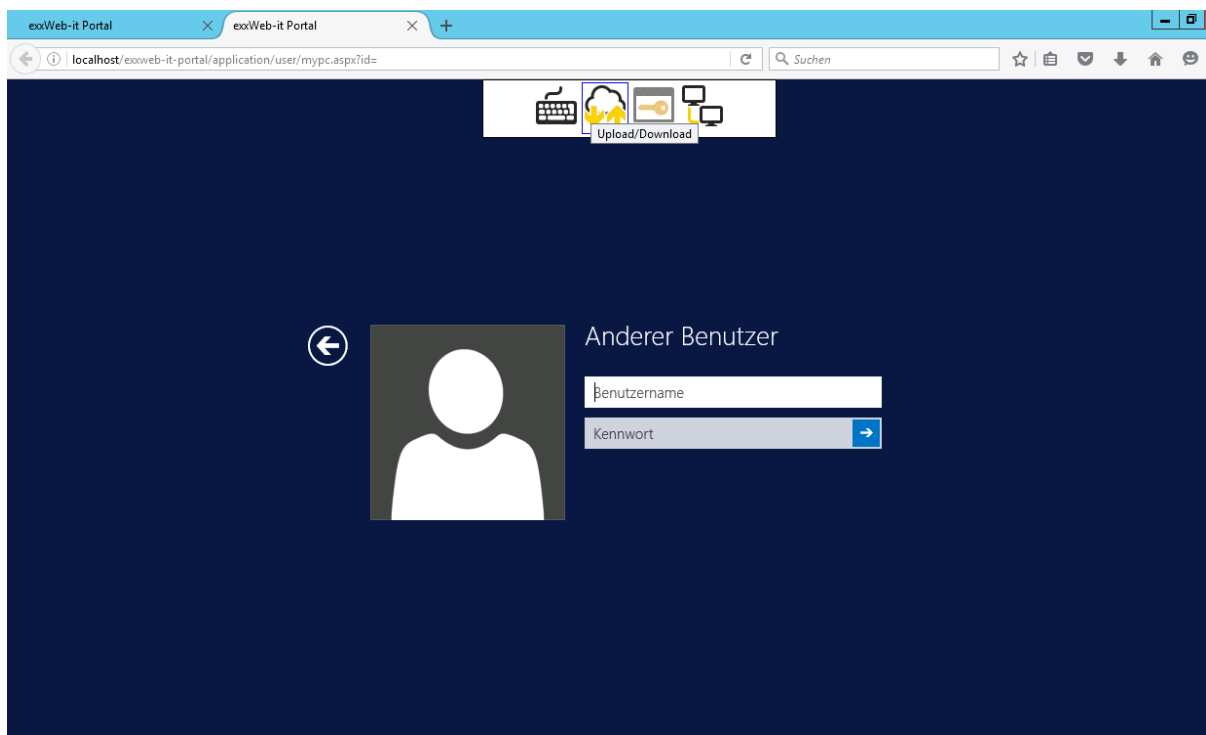 exxWeb-it Portal
exxWeb-it Portal
localhost/exxweb-it-portal/application/user/mypc.aspx?id=
Suchen
Upload/Download
Anderer Benutzer
Benutzername
Kennwort